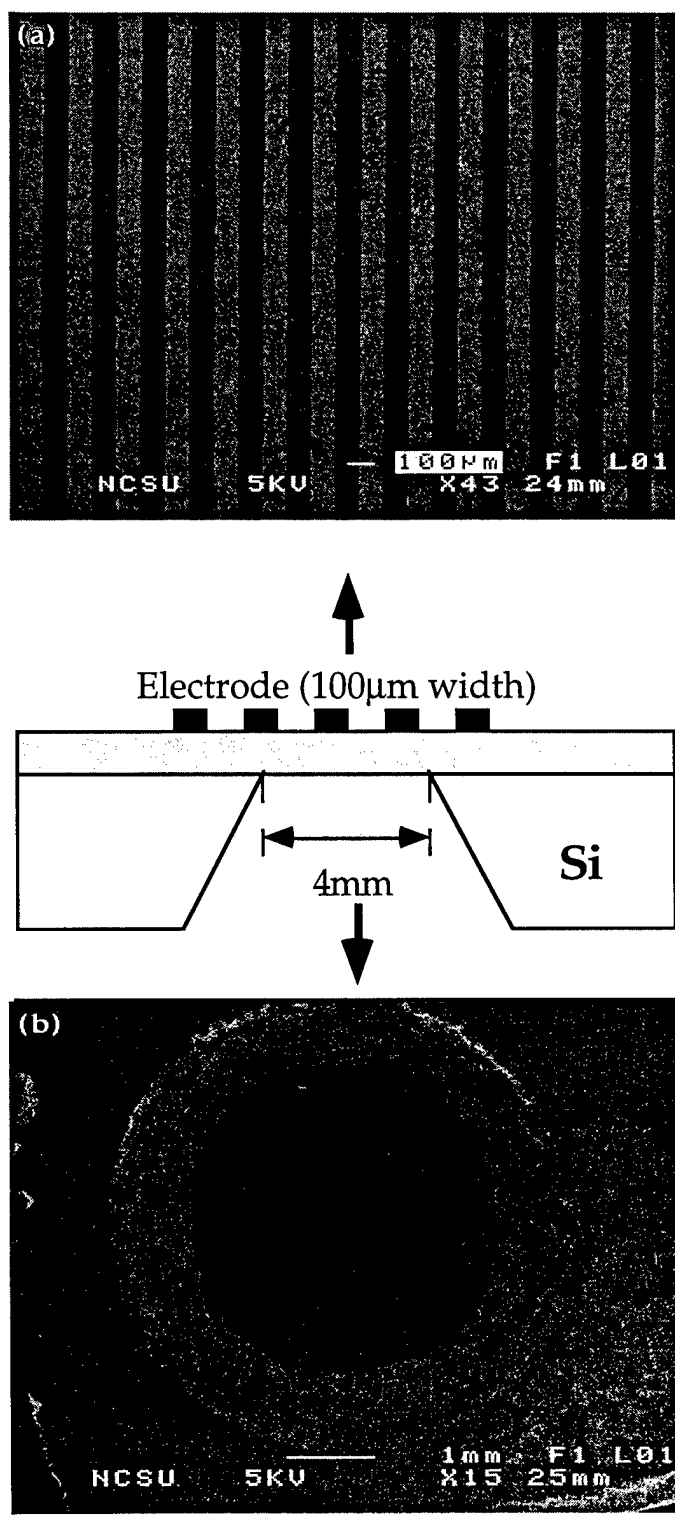 (a)
100µm F1 L01
NCSU 5KV X43 24mm
Electrode (100µm width)
Si
4mm
(b)
1mm F1 L01
NCSU 5KV X15 25mm